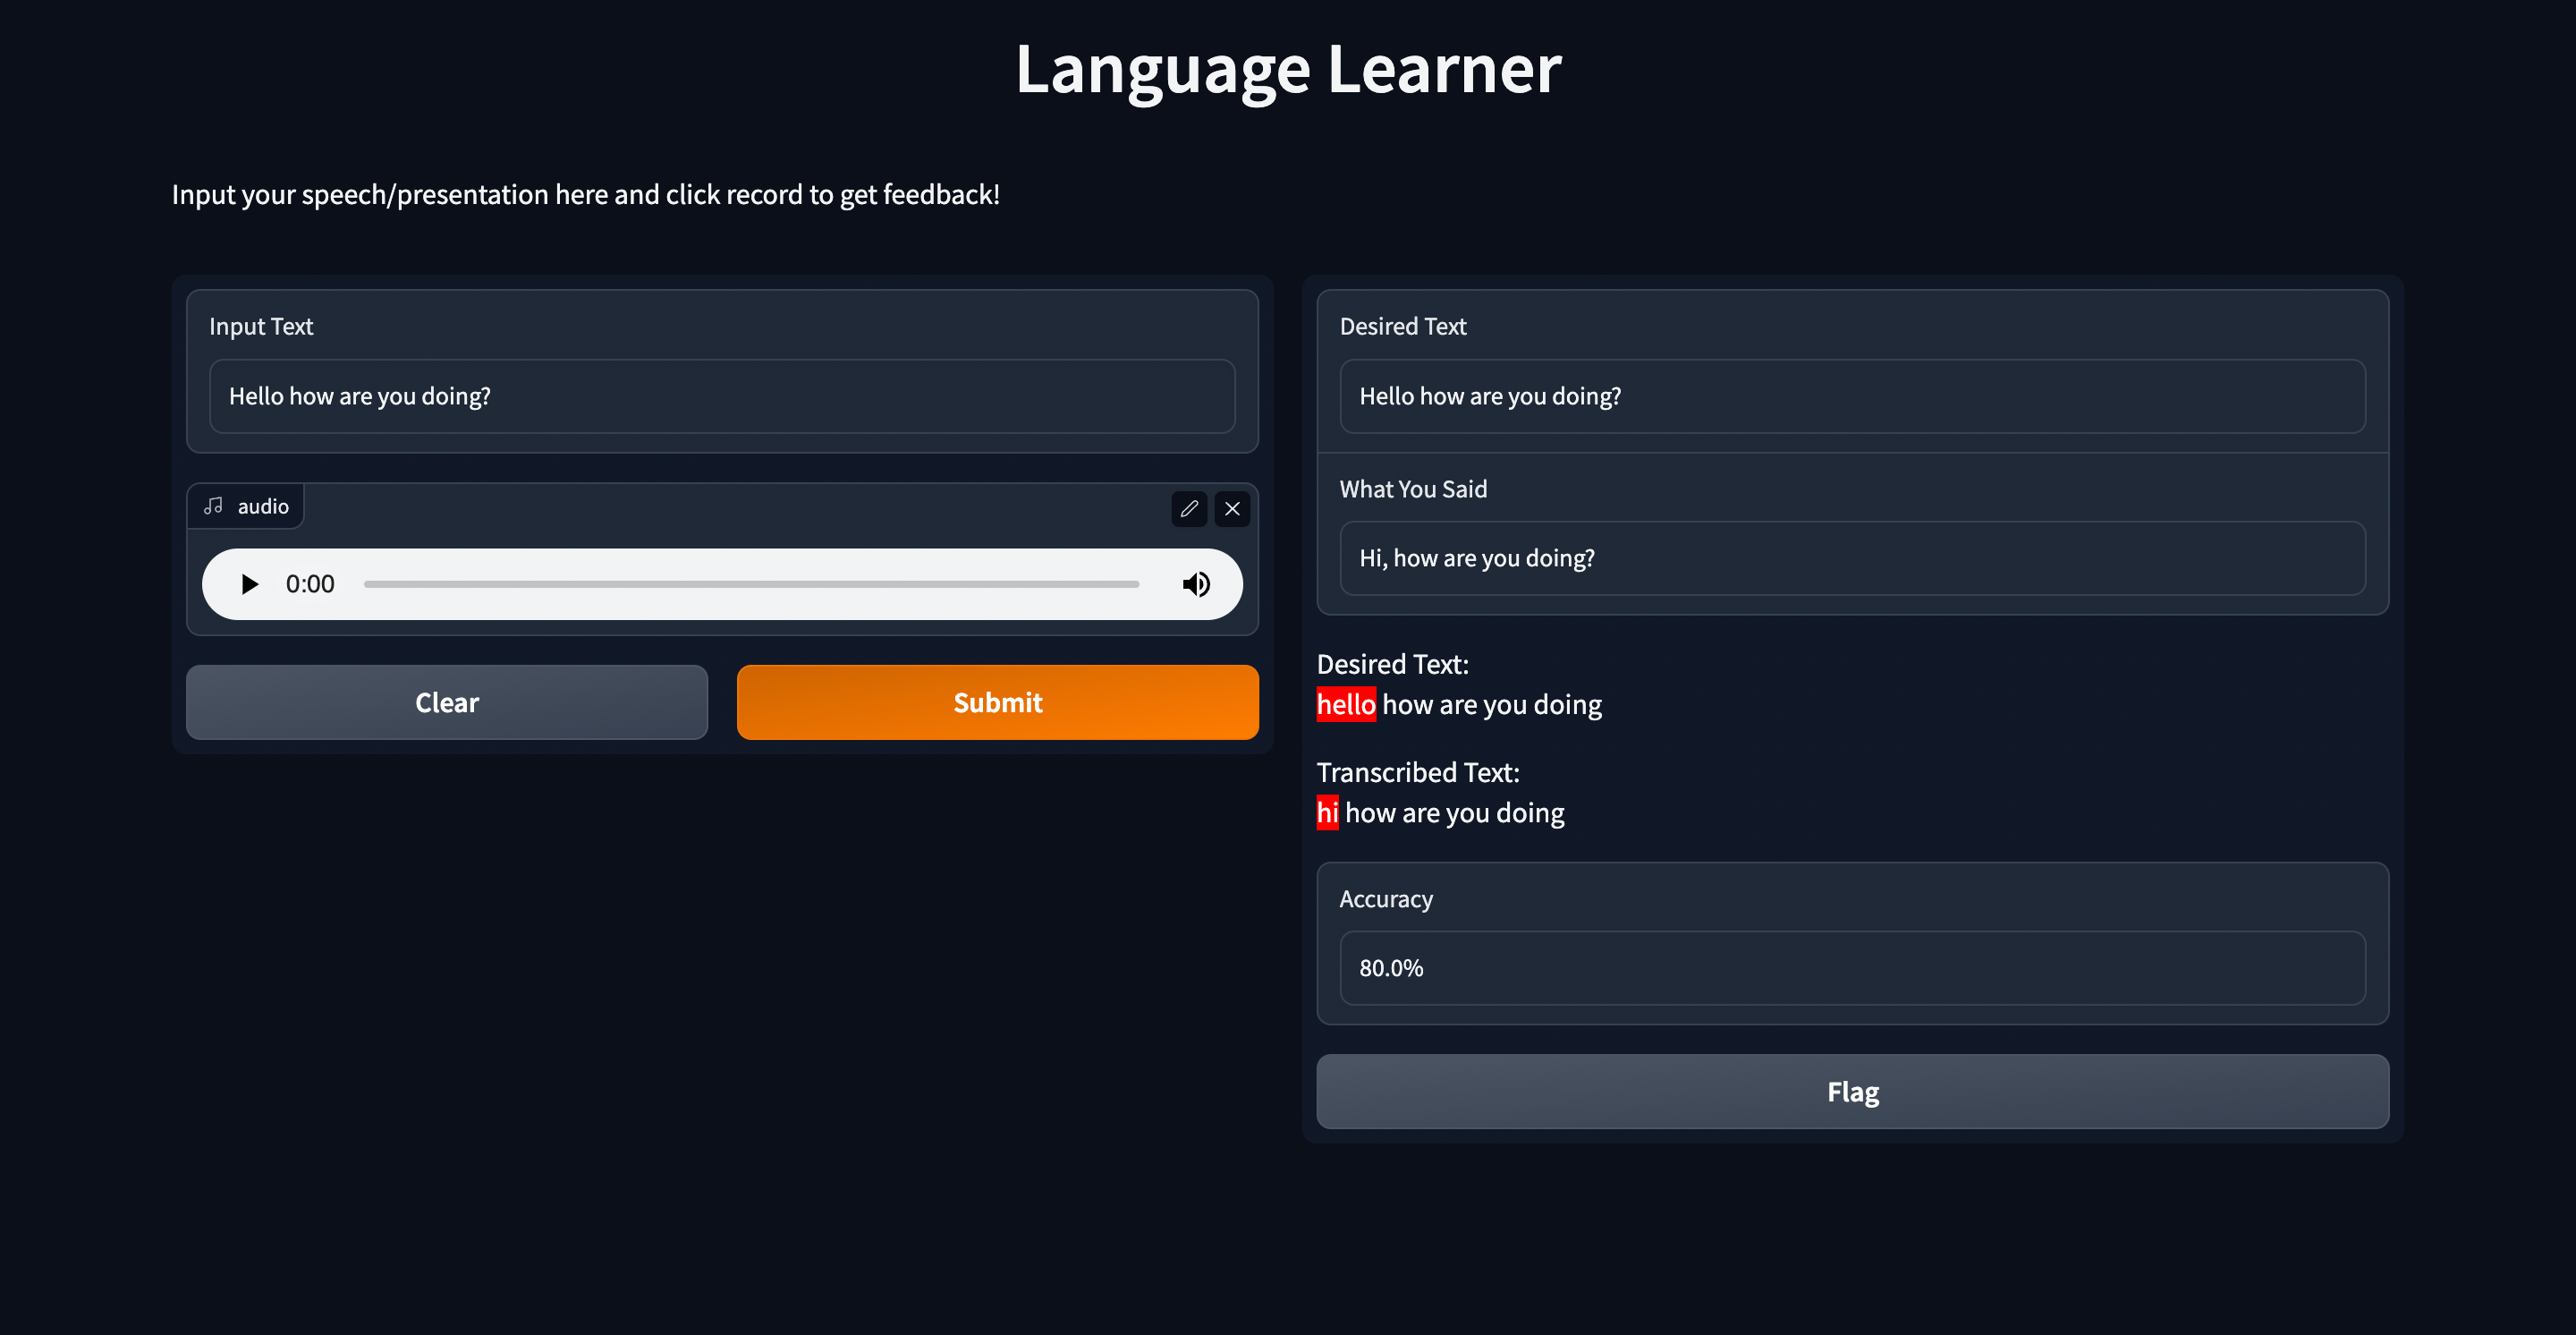 Language Learner
Input your speech/presentation here and click record to get feedback!
Input Text
Hello how are you doing?
audio
0:00
Clear
Submit
Desired Text
Hello how are you doing?
What You Said
Hi, how are you doing?
Desired Text:
hello how are you doing
Transcribed Text:
hi how are you doing
Accuracy
80.0%
Flag